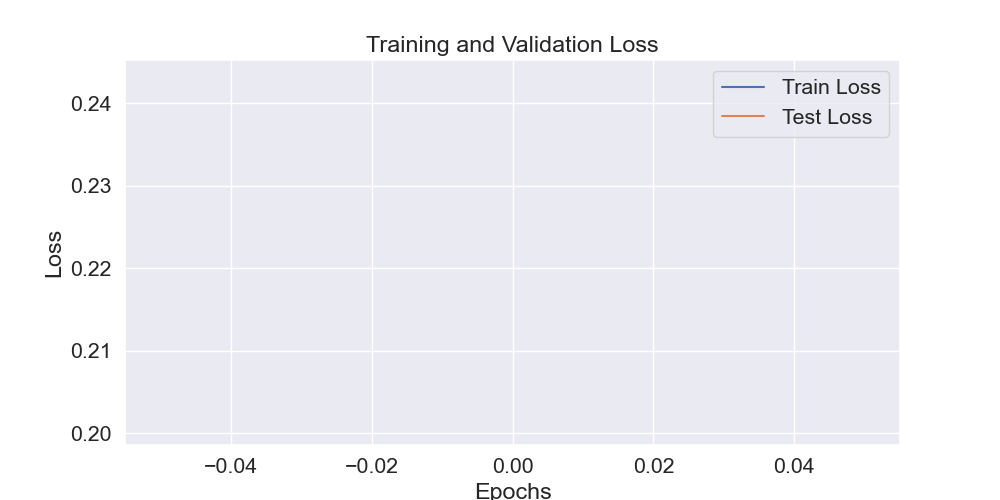 Training and Validation Loss
Train Loss
Test Loss
0.24
0.23
0.22
0.21
0.20
Loss
−0.04 −0.02 0.00 0.02 0.04
Epochs